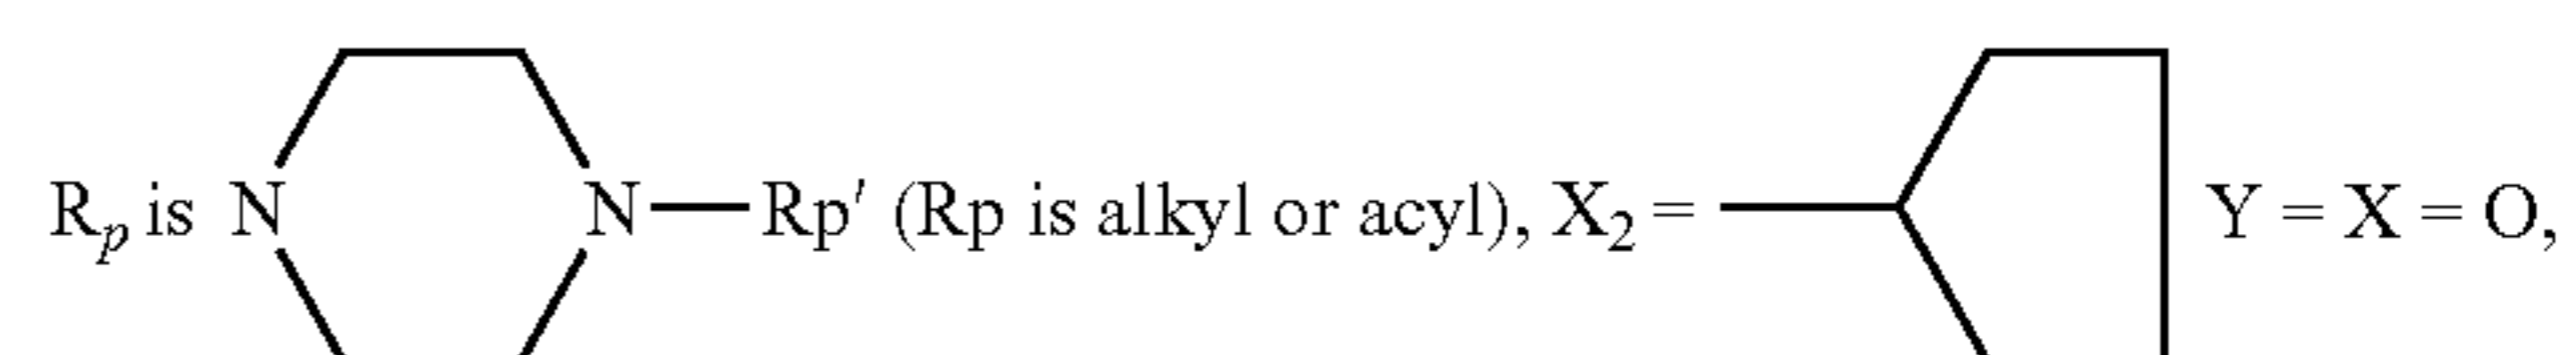 Rp is N N—Rp′ (Rp is alkyl or acyl), X2 = Y = X = O,